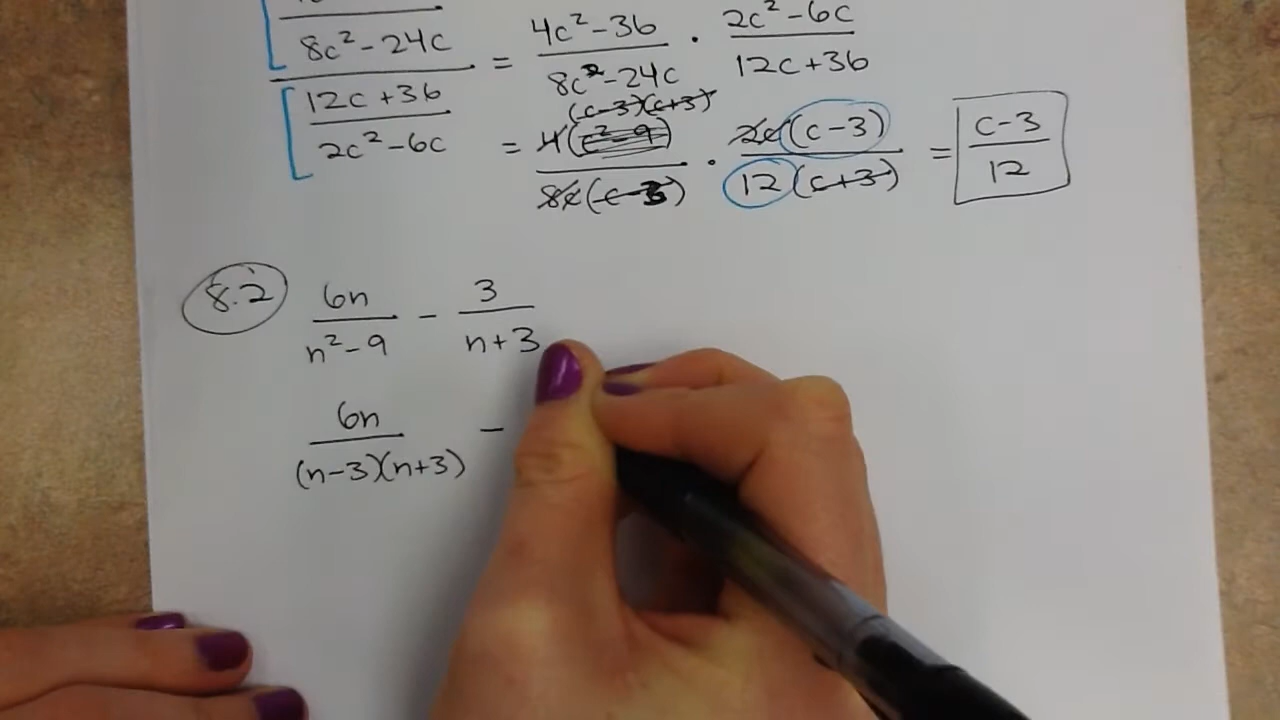 8c² - 24C = 4c² - 36 / 8c² - 24c · 2c² - 6c / 12c + 36
12c + 36 / 2c² - 6c
(c-3)(c+3)
= 4(c²-9) / 8c(c-3) · 2c(c-3) / 12(c+3) = c-3 / 12
8.2 6n / n² - 9 - 3 / n+3
6n / (n-3)(n+3) -